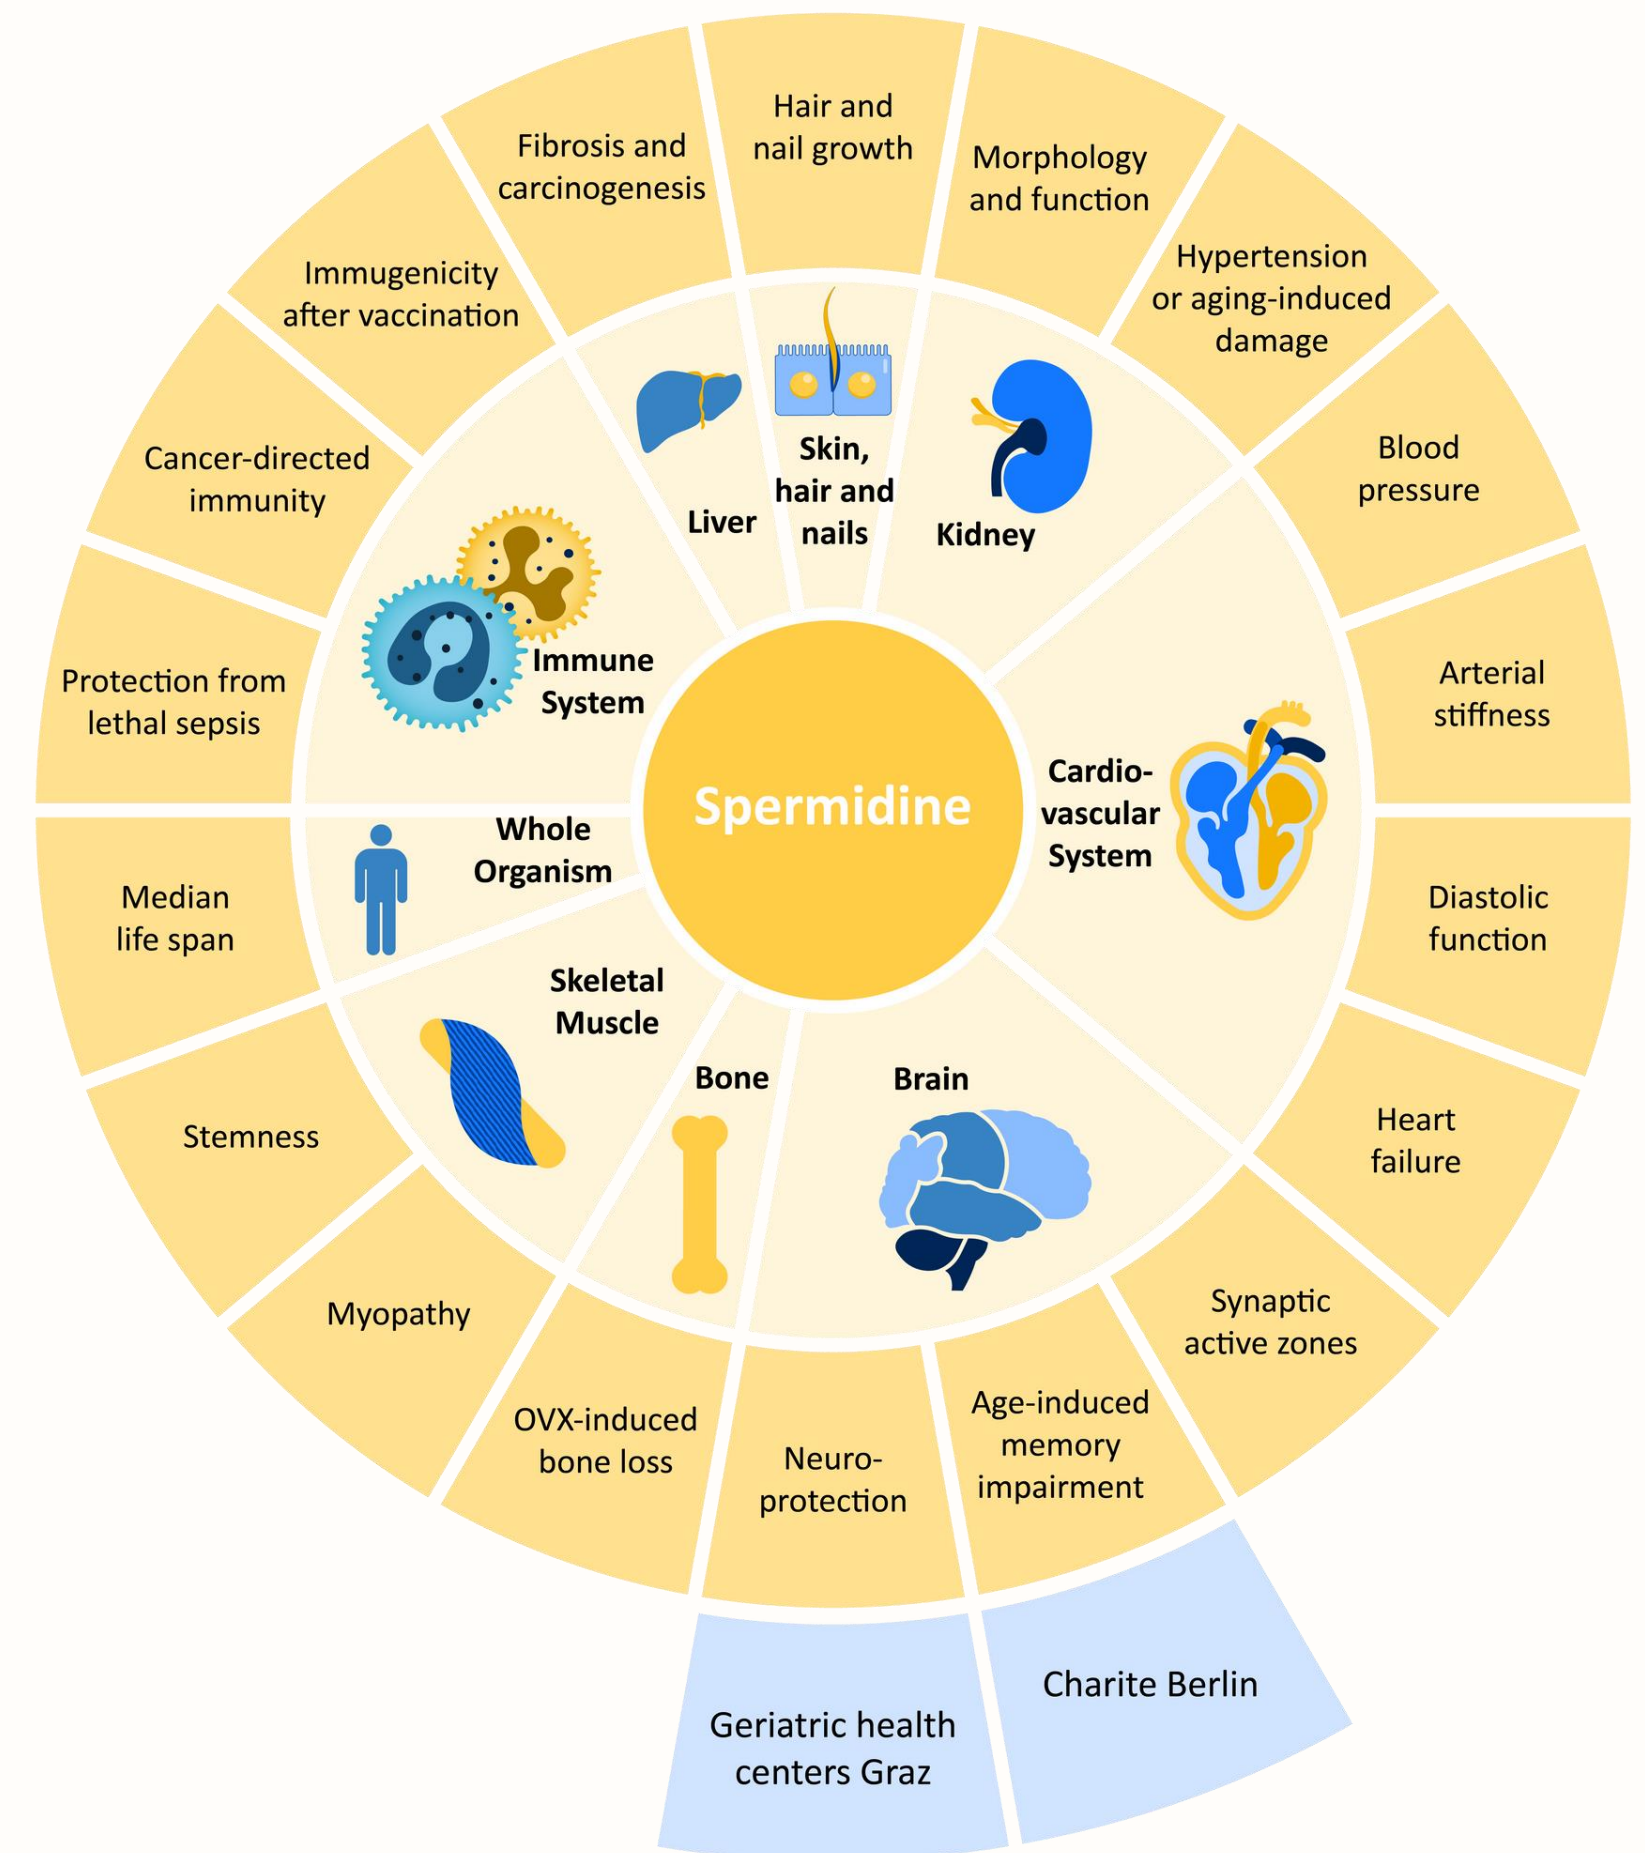 Hair and
nail growth
Morphology
and function
Hypertension
or aging-induced
damage
Blood
pressure
Arterial
stiffness
Diastolic
function
Heart
failure
Synaptic
active zones
Age-induced
memory
impairment
Neuro-
protection
OVX-induced
bone loss
Myopathy
Stemness
Median
life span
Protection from
lethal sepsis
Cancer-directed
immunity
Immugenicity
after vaccination
Fibrosis and
carcinogenesis
Skin,
hair and
nails
Kidney
Cardio-
vascular
System
Brain
Bone
Skeletal
Muscle
Whole
Organism
Immune
System
Liver
Spermidine
Charite Berlin
Geriatric health
centers Graz